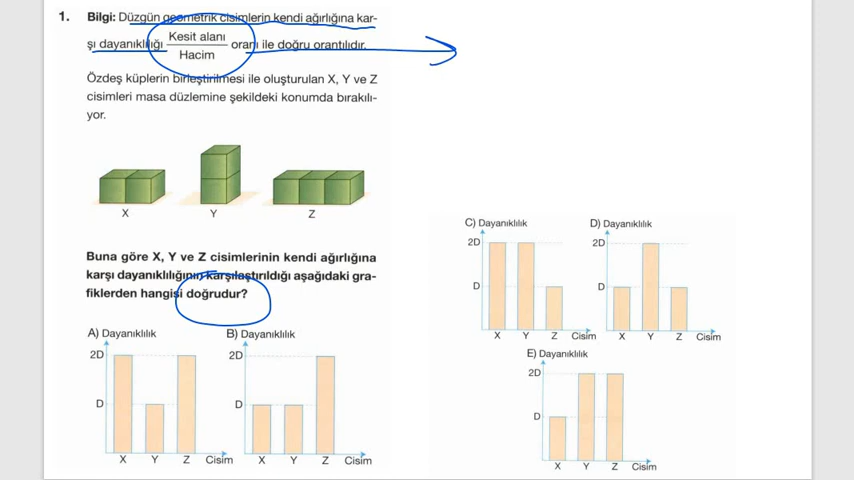 1. Bilgi: Düzgün geometrik cisimlerin kendi ağırlığına kar-
şı dayanıklılığı Kesit alanı / Hacim oranı ile doğru orantılıdır.
Özdeş küplerin birleştirilmesi ile oluşturulan X, Y ve Z
cisimleri masa düzlemine şekildeki konumda bırakılı-
yor.
X Y Z
Buna göre X, Y ve Z cisimlerinin kendi ağırlığına
karşı dayanıklılığının karşılaştırıldığı aşağıdaki gra-
fiklerden hangisi doğrudur?
A) Dayanıklılık
2D
D
X Y Z Cisim
B) Dayanıklılık
2D
D
X Y Z Cisim
C) Dayanıklılık
2D
D
X Y Z Cisim
D) Dayanıklılık
2D
D
X Y Z Cisim
E) Dayanıklılık
2D
D
X Y Z Cisim